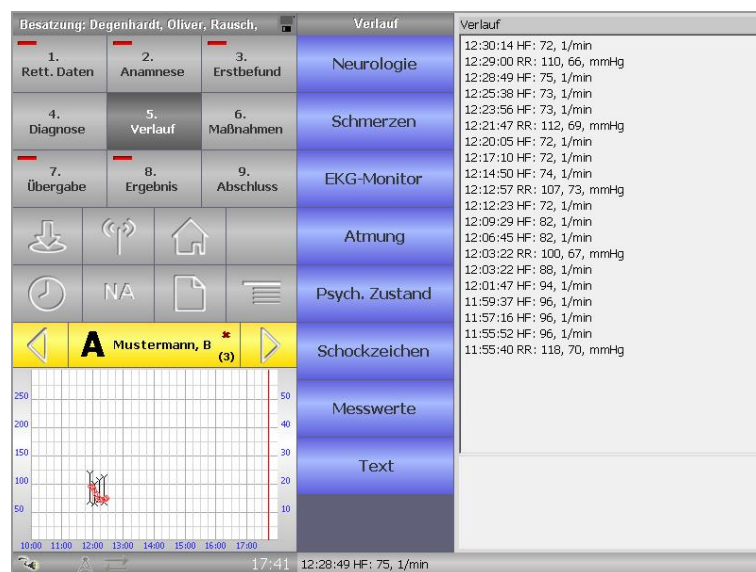 Besatzung: Degenhardt, Oliver, Rausch,
1.
Rett. Daten
2.
Anamnese
3.
Erstbefund
4.
Diagnose
5.
Verlauf
6.
Maßnahmen
7.
Übergabe
8.
Ergebnis
9.
Abschluss
NA
A Mustermann, B
(3)
250
200
150
100
50
50
40
30
20
10
10:00 11:00 12:00 13:00 14:00 15:00 16:00 17:00
17:41
Verlauf
Neurologie
Schmerzen
EKG-Monitor
Atmung
Psych. Zustand
Schockzeichen
Messwerte
Text
Verlauf
12:30:14 HF: 72, 1/min
12:29:00 RR: 110, 66, mmHg
12:28:49 HF: 75, 1/min
12:25:38 HF: 73, 1/min
12:23:56 HF: 73, 1/min
12:21:47 RR: 112, 69, mmHg
12:20:05 HF: 72, 1/min
12:17:10 HF: 72, 1/min
12:14:50 HF: 74, 1/min
12:12:57 RR: 107, 73, mmHg
12:12:23 HF: 72, 1/min
12:09:29 HF: 82, 1/min
12:06:45 HF: 82, 1/min
12:03:22 RR: 100, 67, mmHg
12:03:22 HF: 88, 1/min
12:01:47 HF: 94, 1/min
11:59:37 HF: 96, 1/min
11:57:16 HF: 96, 1/min
11:55:52 HF: 96, 1/min
11:55:40 RR: 118, 70, mmHg
12:28:49 HF: 75, 1/min